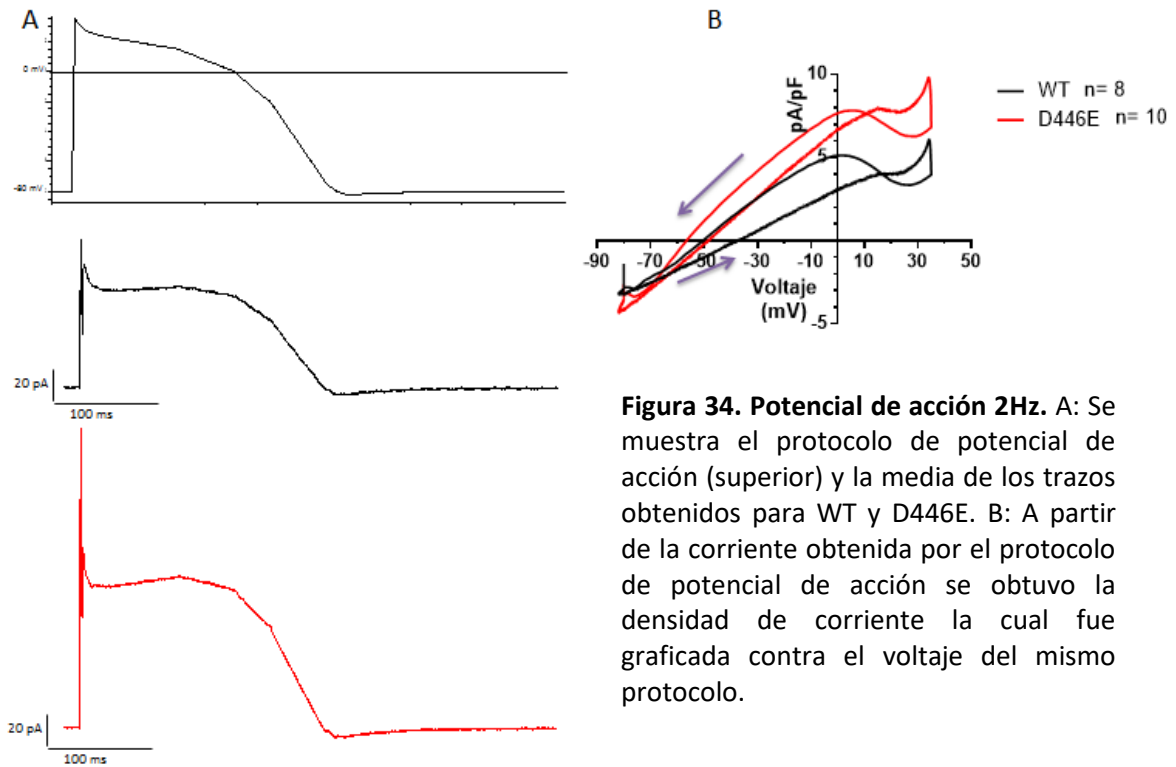 A
0 mV
-80 mV
20 pA
100 ms
20 pA
100 ms
B
pA/pF
10
5
-5
-90 -70 -50 -30 -10 10 30 50
Voltaje
(mV)
WT n= 8
D446E n= 10
Figura 34. Potencial de acción 2Hz. A: Se
muestra el protocolo de potencial de
acción (superior) y la media de los trazos
obtenidos para WT y D446E. B: A partir
de la corriente obtenida por el protocolo
de potencial de acción se obtuvo la
densidad de corriente la cual fue
graficada contra el voltaje del mismo
protocolo.